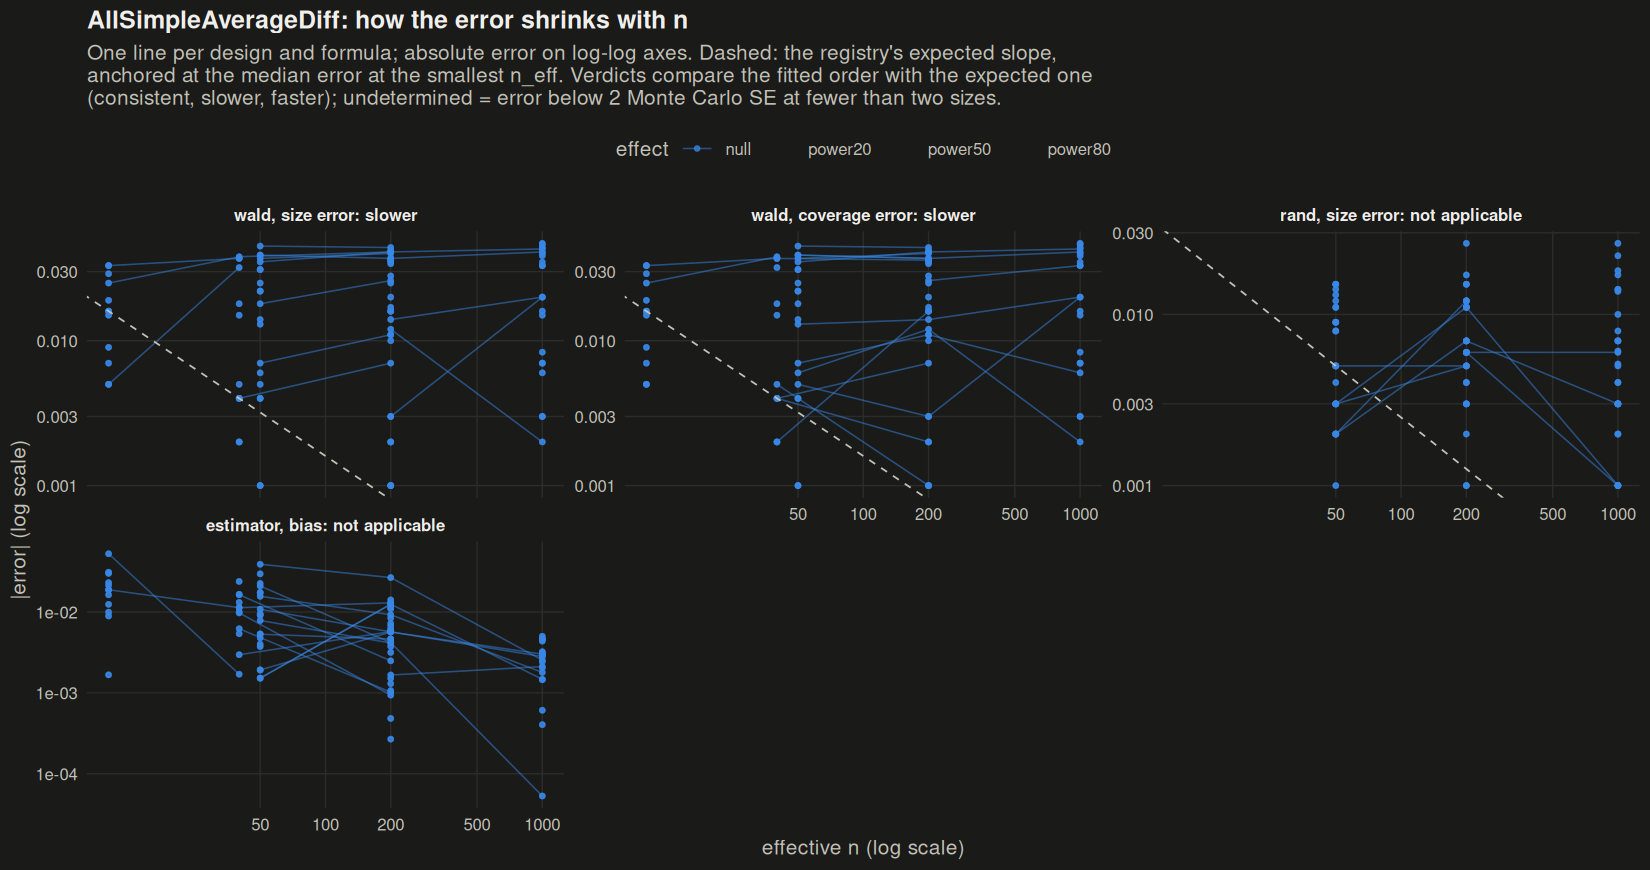 AllSimpleAverageDiff: how the error shrinks with n
One line per design and formula; absolute error on log-log axes. Dashed: the registry's expected slope,
anchored at the median error at the smallest n_eff. Verdicts compare the fitted order with the expected one
(consistent, slower, faster); undetermined = error below 2 Monte Carlo SE at fewer than two sizes.
effect null power20 power50 power80
wald, size error: slower
0.030
0.010
0.003
0.001
wald, coverage error: slower
0.030
0.010
0.003
0.001
50 100 200 500 1000
rand, size error: not applicable
0.030
0.010
0.003
0.001
50 100 200 500 1000
estimator, bias: not applicable
1e-02
1e-03
1e-04
50 100 200 500 1000
|error| (log scale)
effective n (log scale)